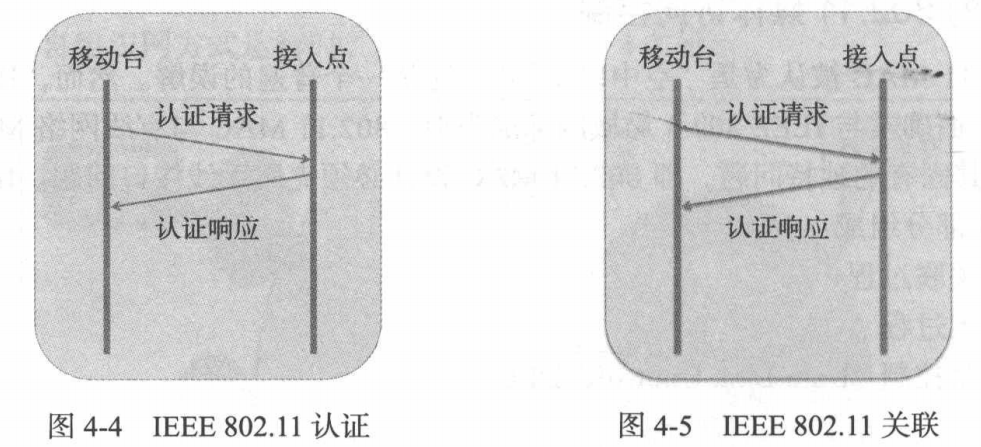 移动台 接入点
认证请求
认证响应
图 4-4 IEEE 802.11 认证
移动台 接入点
认证请求
认证响应
图 4-5 IEEE 802.11 关联